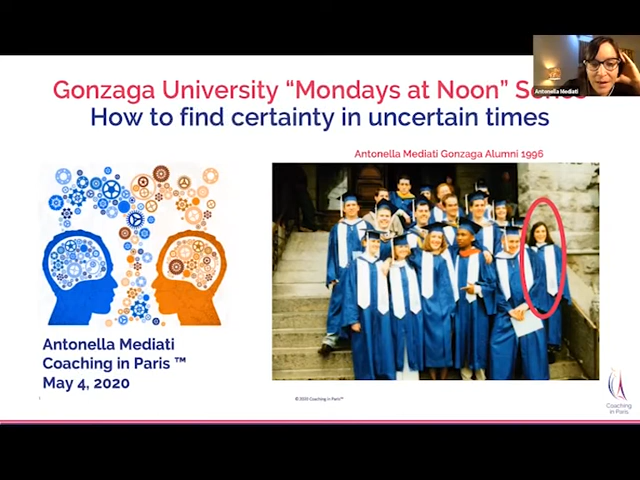 Antonella Mediati
Gonzaga University “Mondays at Noon” Series
How to find certainty in uncertain times
Antonella Mediati Gonzaga Alumni 1996
Antonella Mediati
Coaching in Paris ™
May 4, 2020
1
© 2020 Coaching in Paris™
Coaching
in Paris